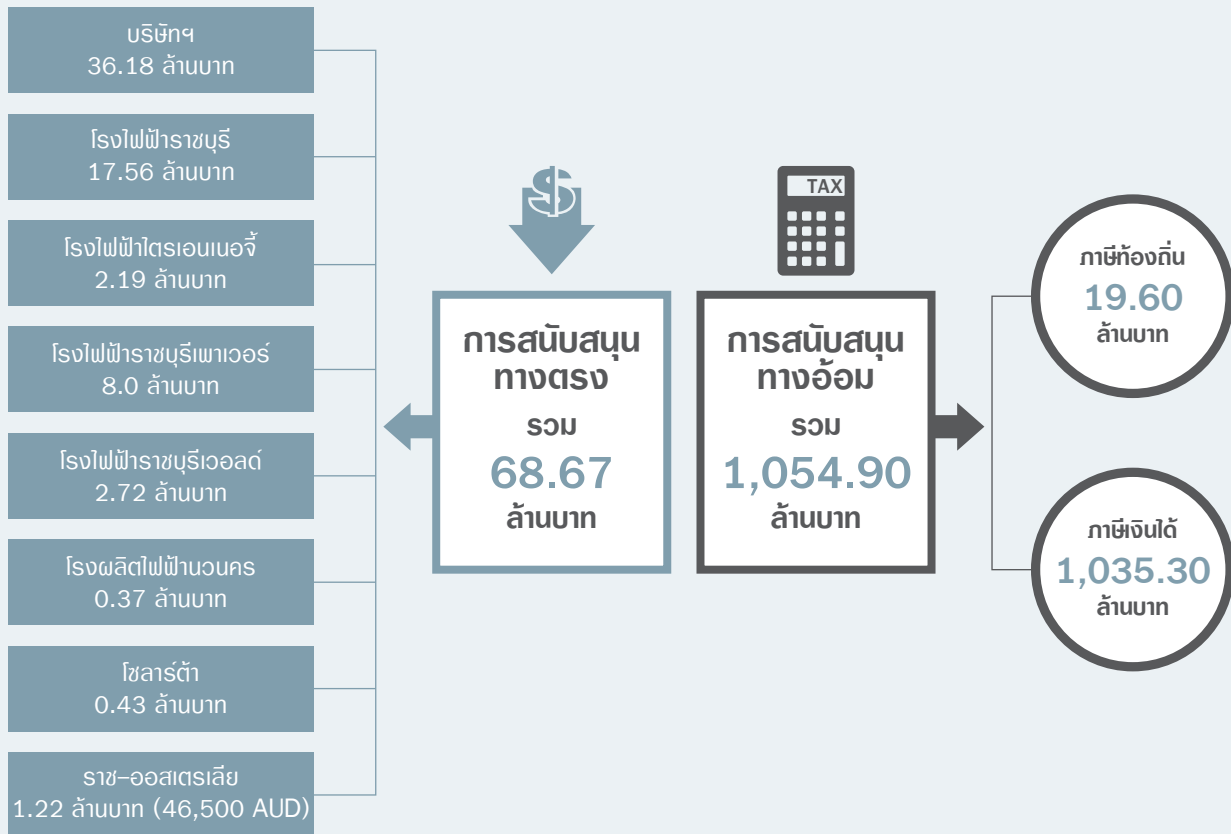 บริษัทฯ
36.18 ล้านบาท
โรงไฟฟ้าราชบุรี
17.56 ล้านบาท
โรงไฟฟ้าไตรเอนเนอจี้
2.19 ล้านบาท
โรงไฟฟ้าราชบุรีเพาเวอร์
8.0 ล้านบาท
โรงไฟฟ้าราชบุรีเวอลด์
2.72 ล้านบาท
โรงผลิตไฟฟ้านวนคร
0.37 ล้านบาท
โซลาร์ต้า
0.43 ล้านบาท
ราช-ออสเตรเลีย
1.22 ล้านบาท (46,500 AUD)
$
การสนับสนุน
ทางตรง
รวม
68.67
ล้านบาท
TAX
การสนับสนุน
ทางอ้อม
รวม
1,054.90
ล้านบาท
ภาษีท้องถิ่น
19.60
ล้านบาท
ภาษีเงินได้
1,035.30
ล้านบาท